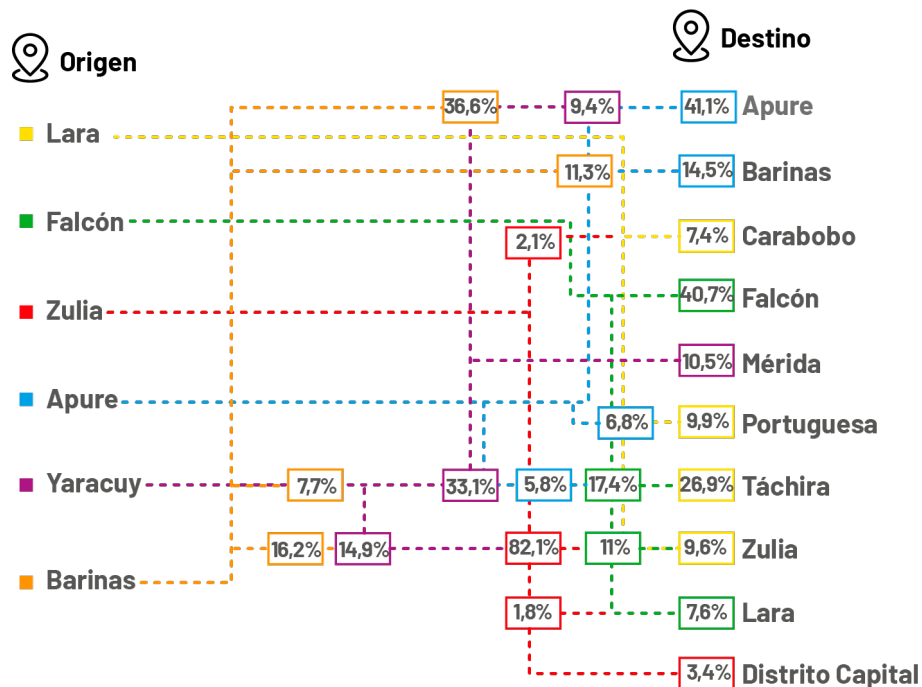 Origen
Destino
36,6% 9,4% 41,1% Apure
Lara
11,3% 14,5% Barinas
Falcón
2,1% 7,4% Carabobo
40,7% Falcón
Zulia
10,5% Mérida
Apure
6,8% 9,9% Portuguesa
Yaracuy 7,7% 33,1% 5,8% 17,4% 26,9% Táchira
16,2% 14,9% 82,1% 11% 9,6% Zulia
Barinas
1,8% 7,6% Lara
3,4% Distrito Capital